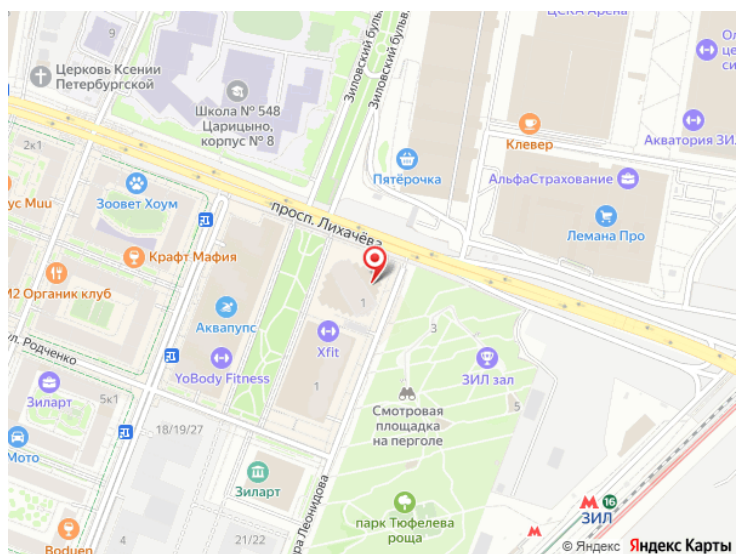 ЦСКА Арена
9
Церковь Ксении
Петербургской
Зиловский бульв.
Зиловский бульв.
Школа № 548
Царицыно,
корпус № 8
Клевер
Акватория ЗИЛ
2к1
Пятёрочка
АльфаСтрахование
Зоовет Хоум
просп. Лихачёва
Лемана Про
Крафт Мафия
М2 Органик клуб
1
Аквапупс
3
Xfit
ул. Родченко
YoBody Fitness
ЗИЛ зал
1
Зиларт
5к1
Смотровая
площадка
на перголе
5
18/19/27
Мото
Зиларт
парк Тюфелева
роща
16
ЗИЛ
4
21/22
ра Леонидова
Boduen
© Яндекс Яндекс Карты